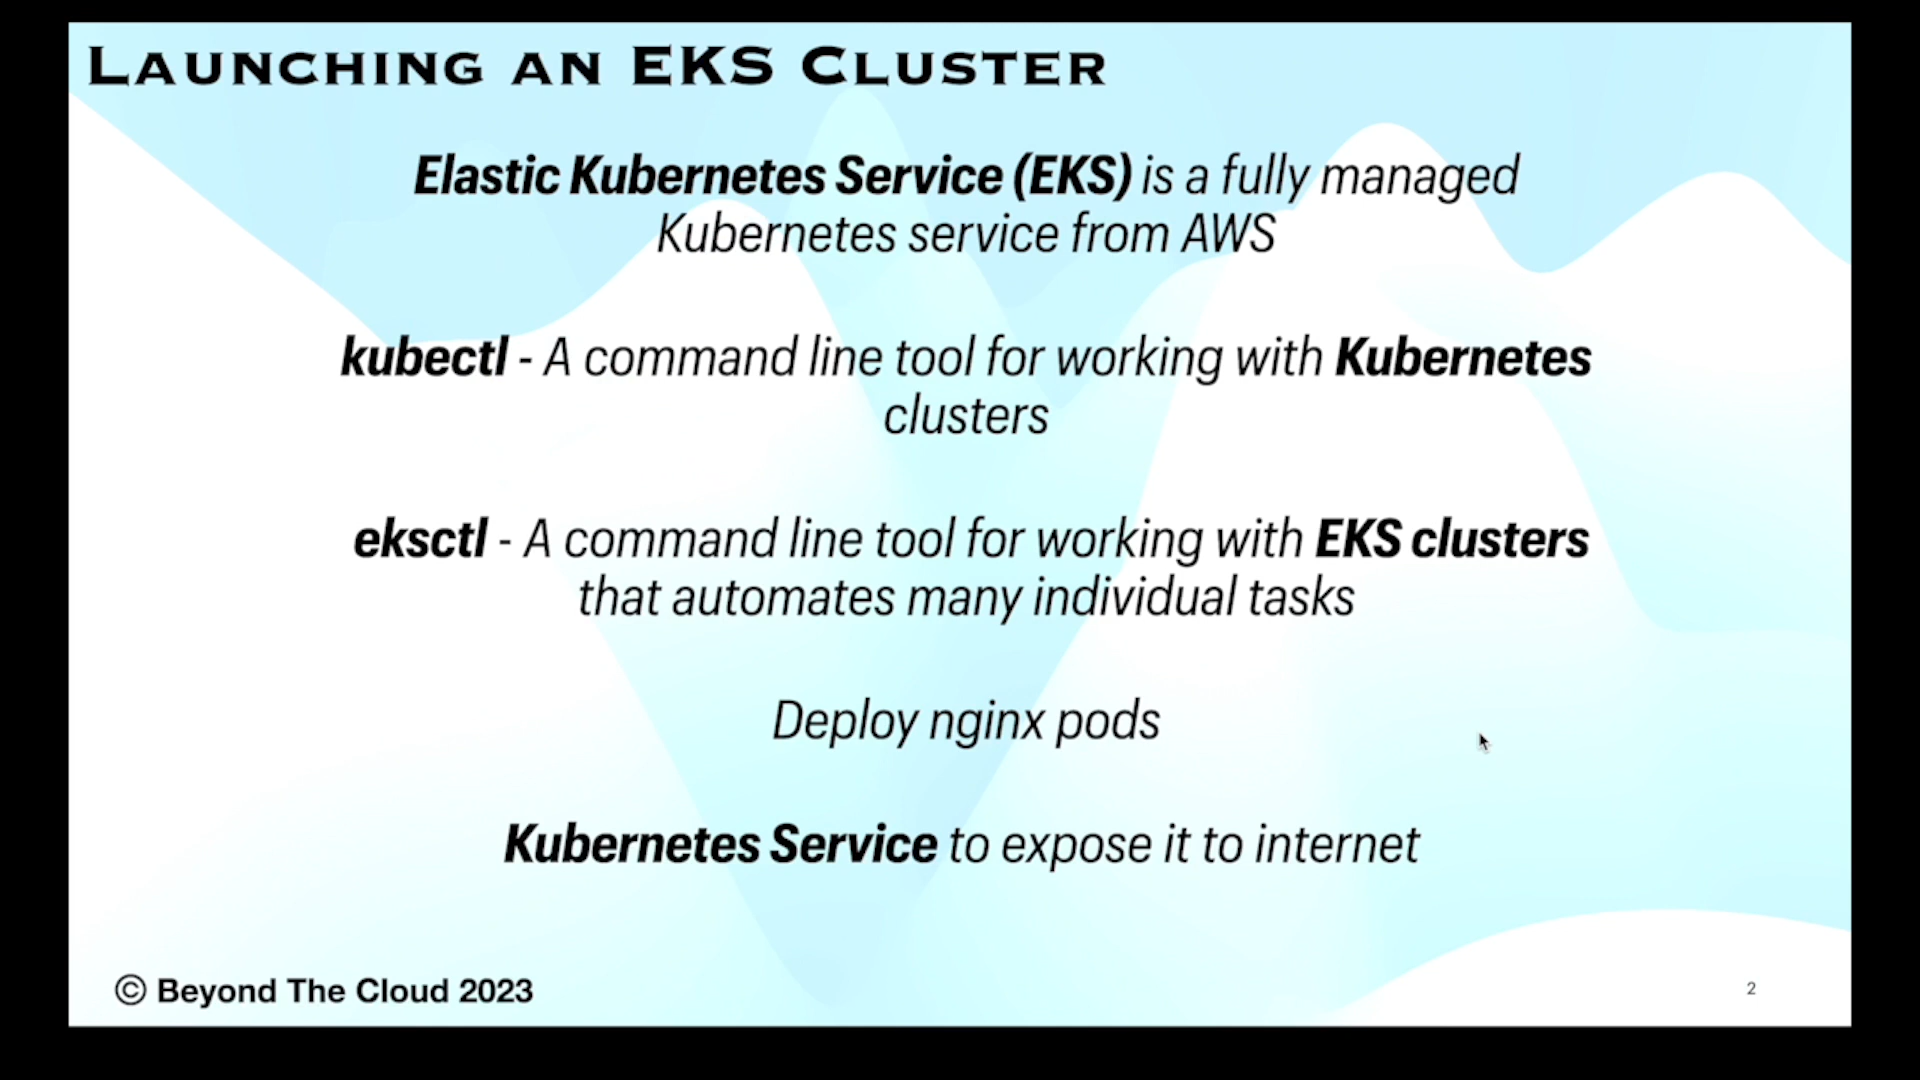 Launching an EKS Cluster
Elastic Kubernetes Service (EKS) is a fully managed
Kubernetes service from AWS
kubectl - A command line tool for working with Kubernetes
clusters
eksctl - A command line tool for working with EKS clusters
that automates many individual tasks
Deploy nginx pods
Kubernetes Service to expose it to internet
© Beyond The Cloud 2023
2